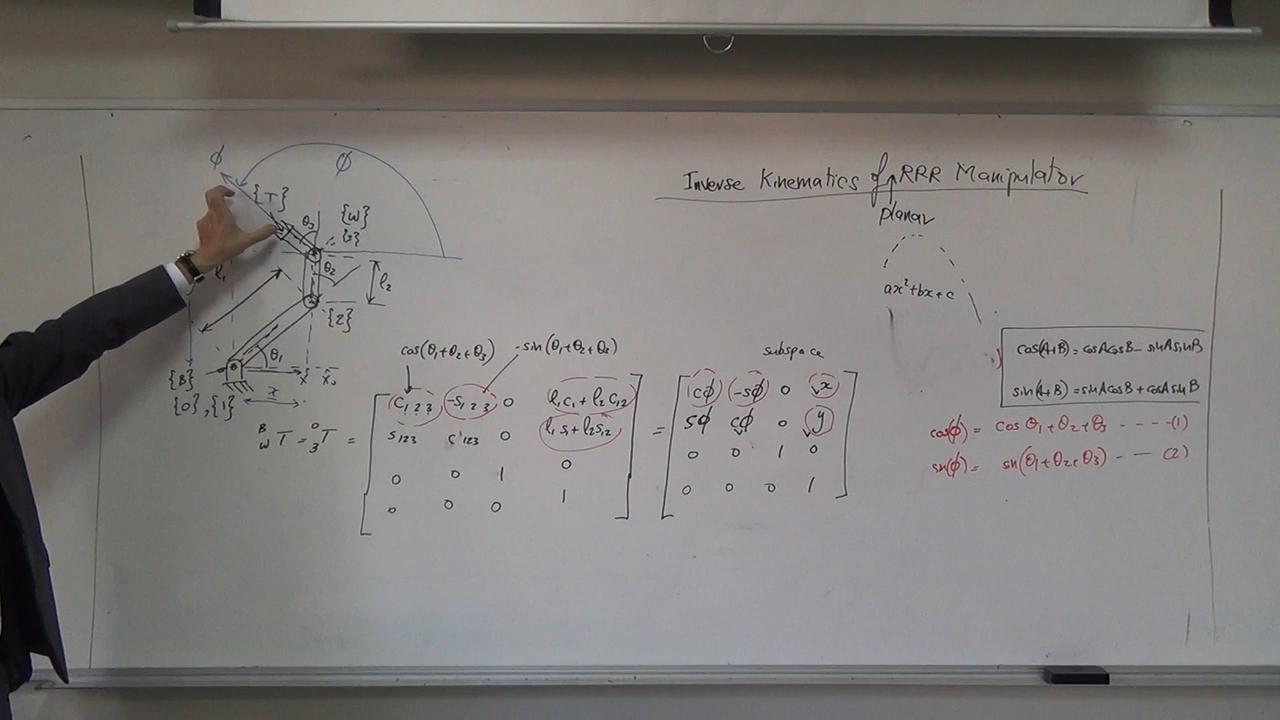 Inverse Kinematics of RRR Manipulator
planar
ax²+bx+c
φ
φ
{T}
θ3
{W}
{3}
θ2
l1
l2
{2}
θ1
{B}
{0},{1}
x
subspace
cos(θ1+θ2+θ3)
-sin(θ1+θ2+θ3)
B W T = 0 3 T =
C123 -S123 0 l1c1+l2C12
S123 C123 0 l1s1+l2s12
0 0 1 0
0 0 0 1
=
cφ -sφ 0 x
sφ cφ 0 y
0 0 1 0
0 0 0 1
cos(A+B)=cosAcosB-sinAsinB
sin(A+B)=sinAcosB+cosAsinB
cos(φ)= cos θ1+θ2+θ3 - - - -(1)
sin(φ)= sin(θ1+θ2+θ3) - - — (2)